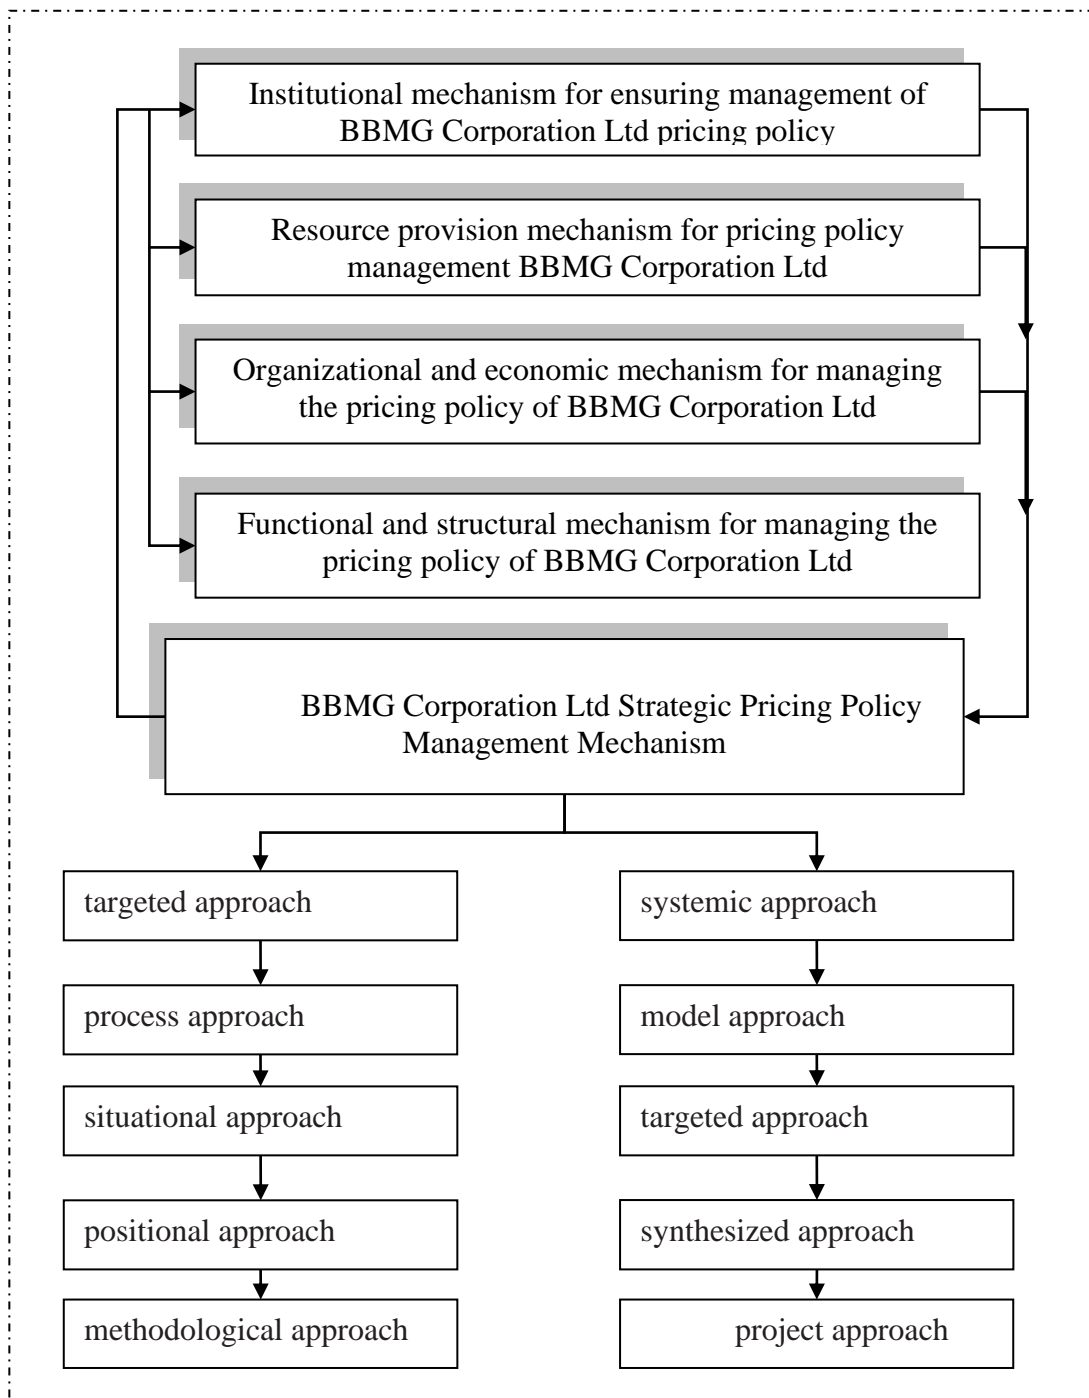 Institutional mechanism for ensuring management of
BBMG Corporation Ltd pricing policy
Resource provision mechanism for pricing policy
management BBMG Corporation Ltd
Organizational and economic mechanism for managing
the pricing policy of BBMG Corporation Ltd
Functional and structural mechanism for managing the
pricing policy of BBMG Corporation Ltd
BBMG Corporation Ltd Strategic Pricing Policy
Management Mechanism
targeted approach
process approach
situational approach
positional approach
methodological approach
systemic approach
model approach
targeted approach
synthesized approach
project approach